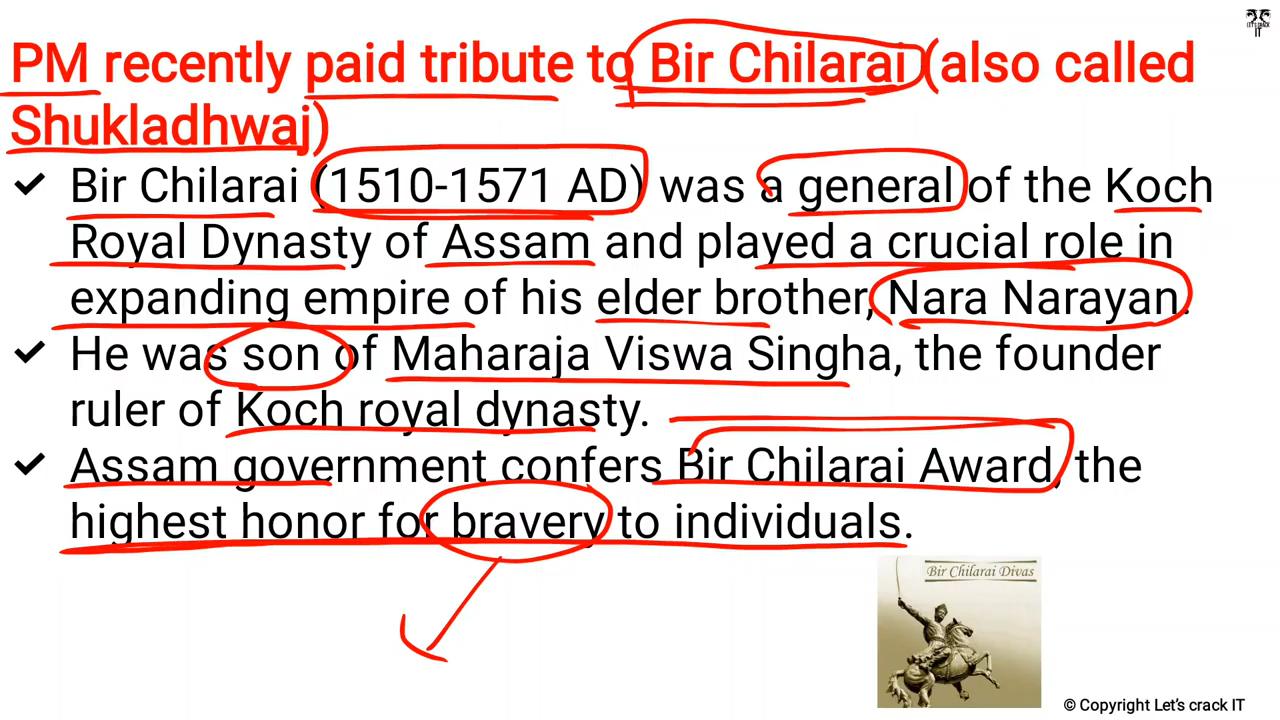 LET'S CRACK
IT
PM recently paid tribute to Bir Chilarai (also called
Shukladhwaj)
✓ Bir Chilarai (1510-1571 AD) was a general of the Koch
Royal Dynasty of Assam and played a crucial role in
expanding empire of his elder brother, Nara Narayan.
✓ He was son of Maharaja Viswa Singha, the founder
ruler of Koch royal dynasty.
✓ Assam government confers Bir Chilarai Award, the
highest honor for bravery to individuals.
Bir Chilarai Divas
© Copyright Let's crack IT